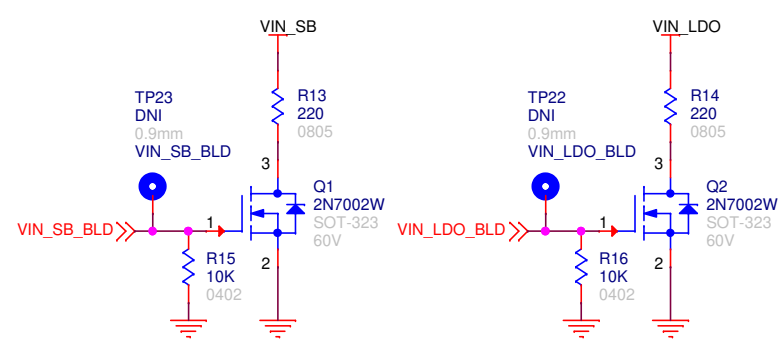 VIN_SB
R13
220
0805
TP23
DNI
0.9mm
VIN_SB_BLD
3
Q1
2N7002W
SOT-323
60V
1
VIN_SB_BLD
2
R15
10K
0402
VIN_LDO
R14
220
0805
TP22
DNI
0.9mm
VIN_LDO_BLD
3
Q2
2N7002W
SOT-323
60V
1
VIN_LDO_BLD
2
R16
10K
0402